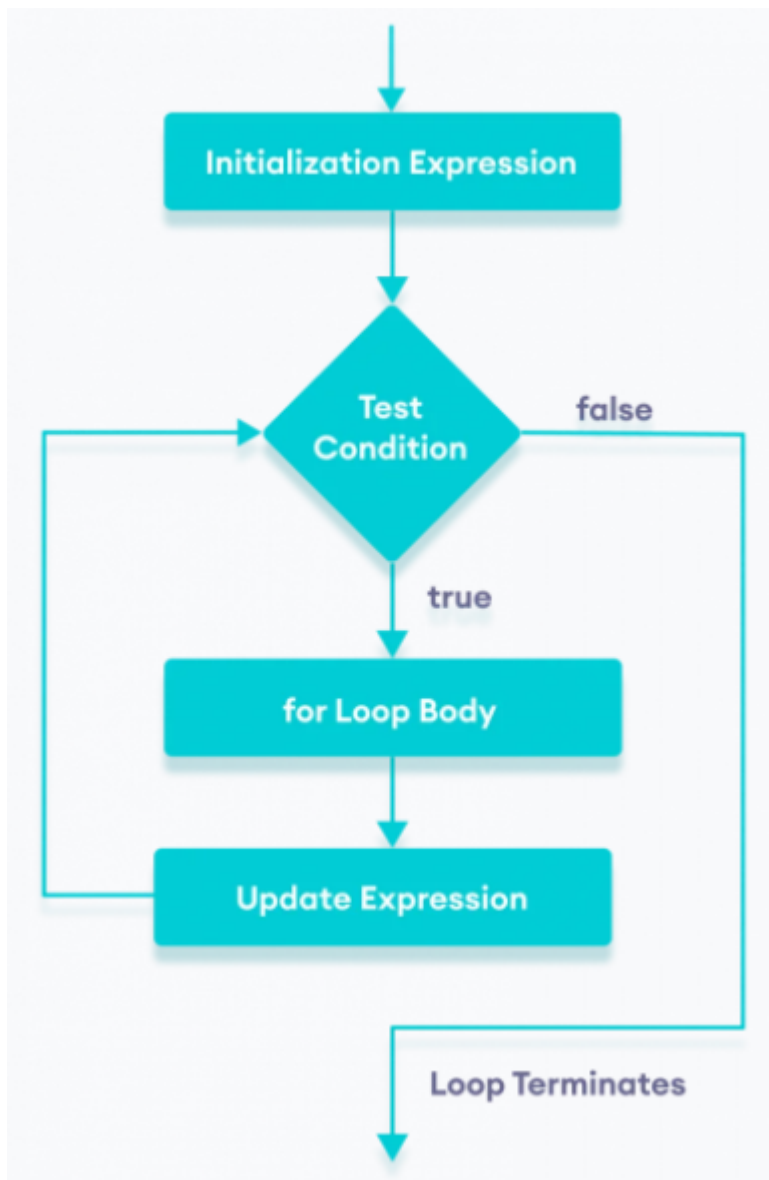 Initialization Expression
Test
Condition
false
true
for Loop Body
Update Expression
Loop Terminates